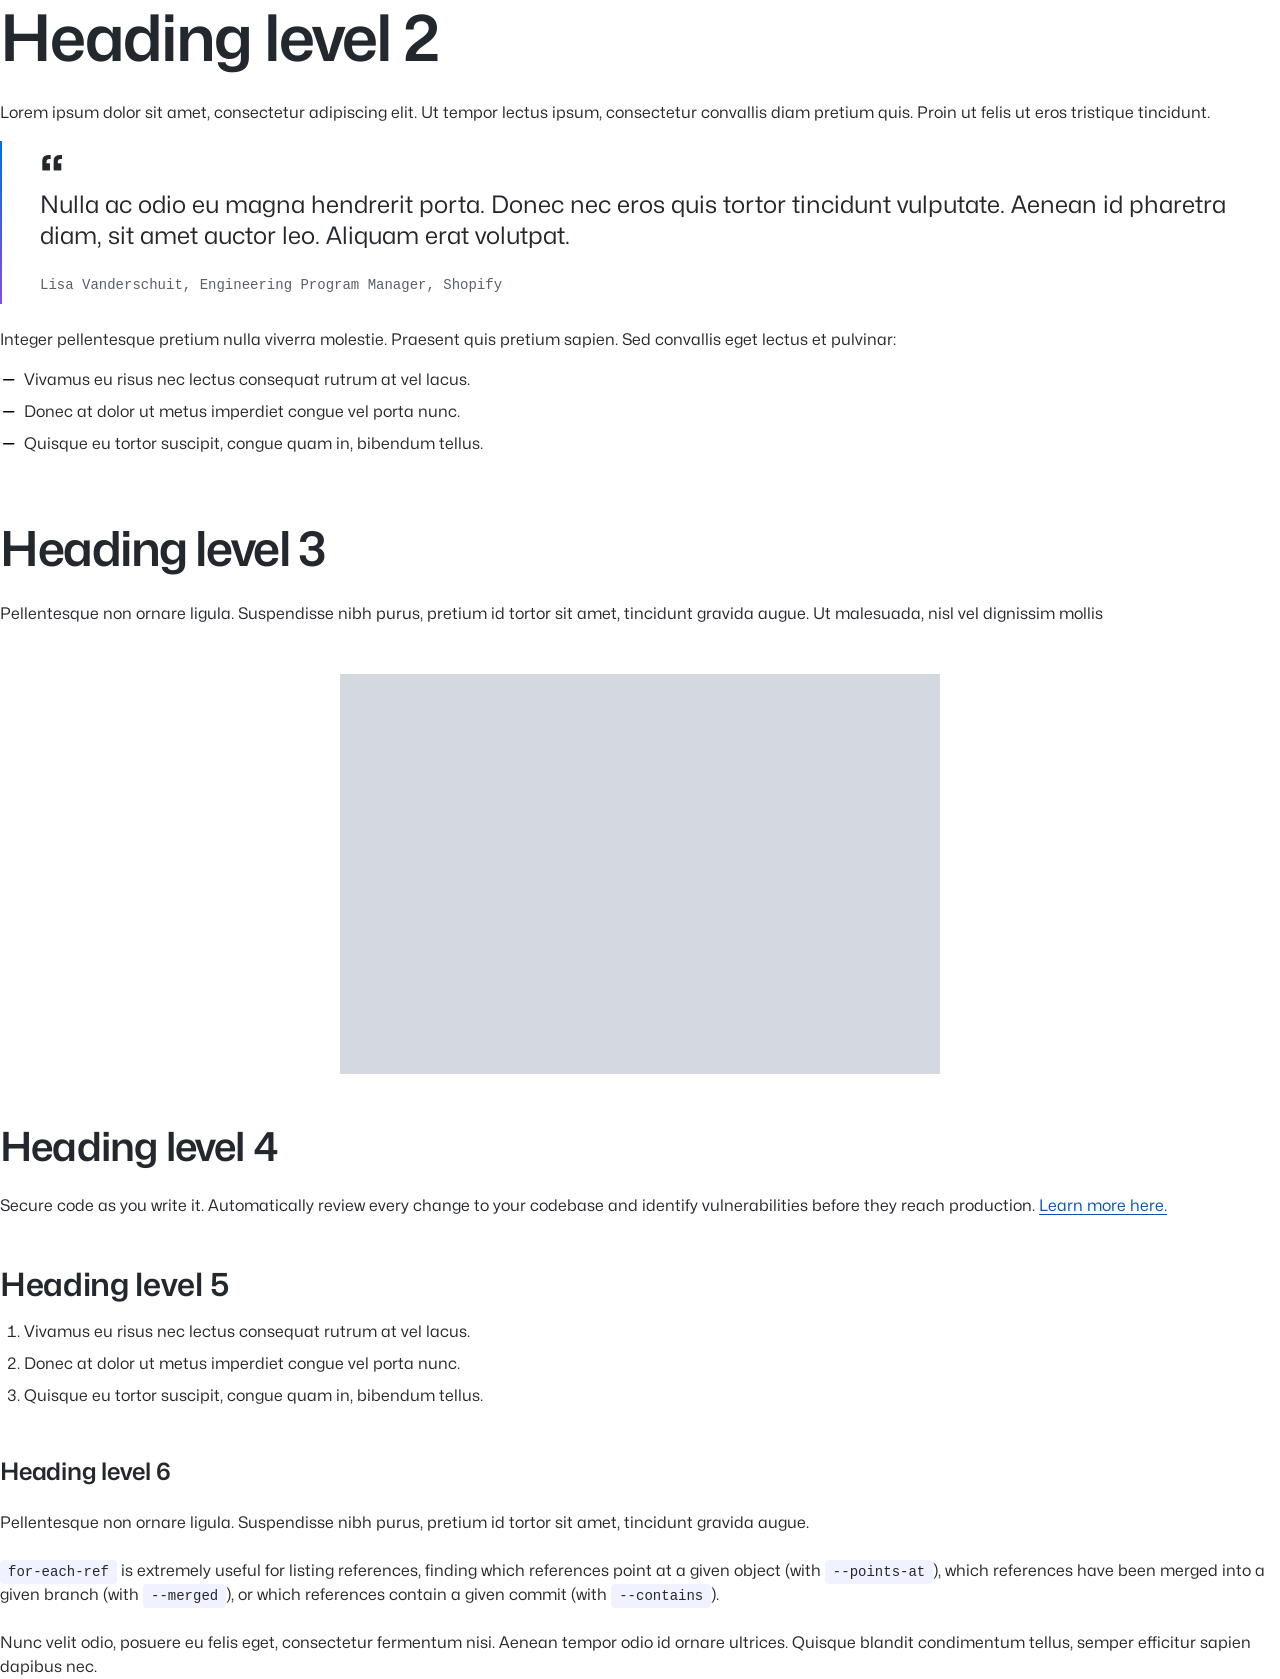 Heading level 2
Lorem ipsum dolor sit amet, consectetur adipiscing elit. Ut tempor lectus ipsum, consectetur convallis diam pretium quis. Proin ut felis ut eros tristique tincidunt.
“
Nulla ac odio eu magna hendrerit porta. Donec nec eros quis tortor tincidunt vulputate. Aenean id pharetra
diam, sit amet auctor leo. Aliquam erat volutpat.
Lisa Vanderschuit, Engineering Program Manager, Shopify
Integer pellentesque pretium nulla viverra molestie. Praesent quis pretium sapien. Sed convallis eget lectus et pulvinar:
— Vivamus eu risus nec lectus consequat rutrum at vel lacus.
— Donec at dolor ut metus imperdiet congue vel porta nunc.
— Quisque eu tortor suscipit, congue quam in, bibendum tellus.
Heading level 3
Pellentesque non ornare ligula. Suspendisse nibh purus, pretium id tortor sit amet, tincidunt gravida augue. Ut malesuada, nisl vel dignissim mollis
Heading level 4
Secure code as you write it. Automatically review every change to your codebase and identify vulnerabilities before they reach production. Learn more here.
Heading level 5
1. Vivamus eu risus nec lectus consequat rutrum at vel lacus.
2. Donec at dolor ut metus imperdiet congue vel porta nunc.
3. Quisque eu tortor suscipit, congue quam in, bibendum tellus.
Heading level 6
Pellentesque non ornare ligula. Suspendisse nibh purus, pretium id tortor sit amet, tincidunt gravida augue.
for-each-ref is extremely useful for listing references, finding which references point at a given object (with --points-at ), which references have been merged into a
given branch (with --merged ), or which references contain a given commit (with --contains ).
Nunc velit odio, posuere eu felis eget, consectetur fermentum nisi. Aenean tempor odio id ornare ultrices. Quisque blandit condimentum tellus, semper efficitur sapien
dapibus nec.